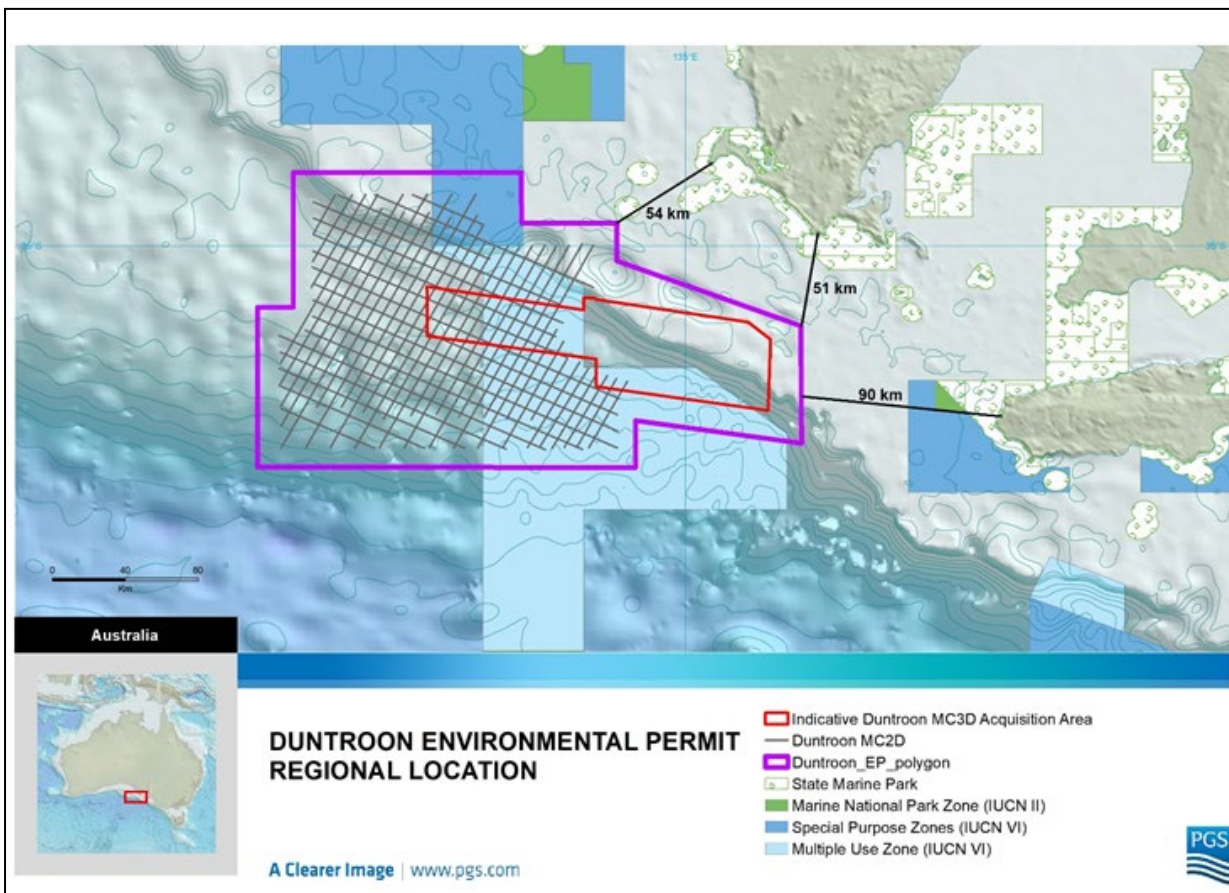 135°E
54 km
35°S
51 km
90 km
0 40 80
Km
Australia
DUNTROON ENVIRONMENTAL PERMIT
REGIONAL LOCATION
A Clearer Image | www.pgs.com
Indicative Duntroon MC3D Acquisition Area
Duntroon MC2D
Duntroon_EP_polygon
State Marine Park
Marine National Park Zone (IUCN II)
Special Purpose Zones (IUCN VI)
Multiple Use Zone (IUCN VI)
PGS